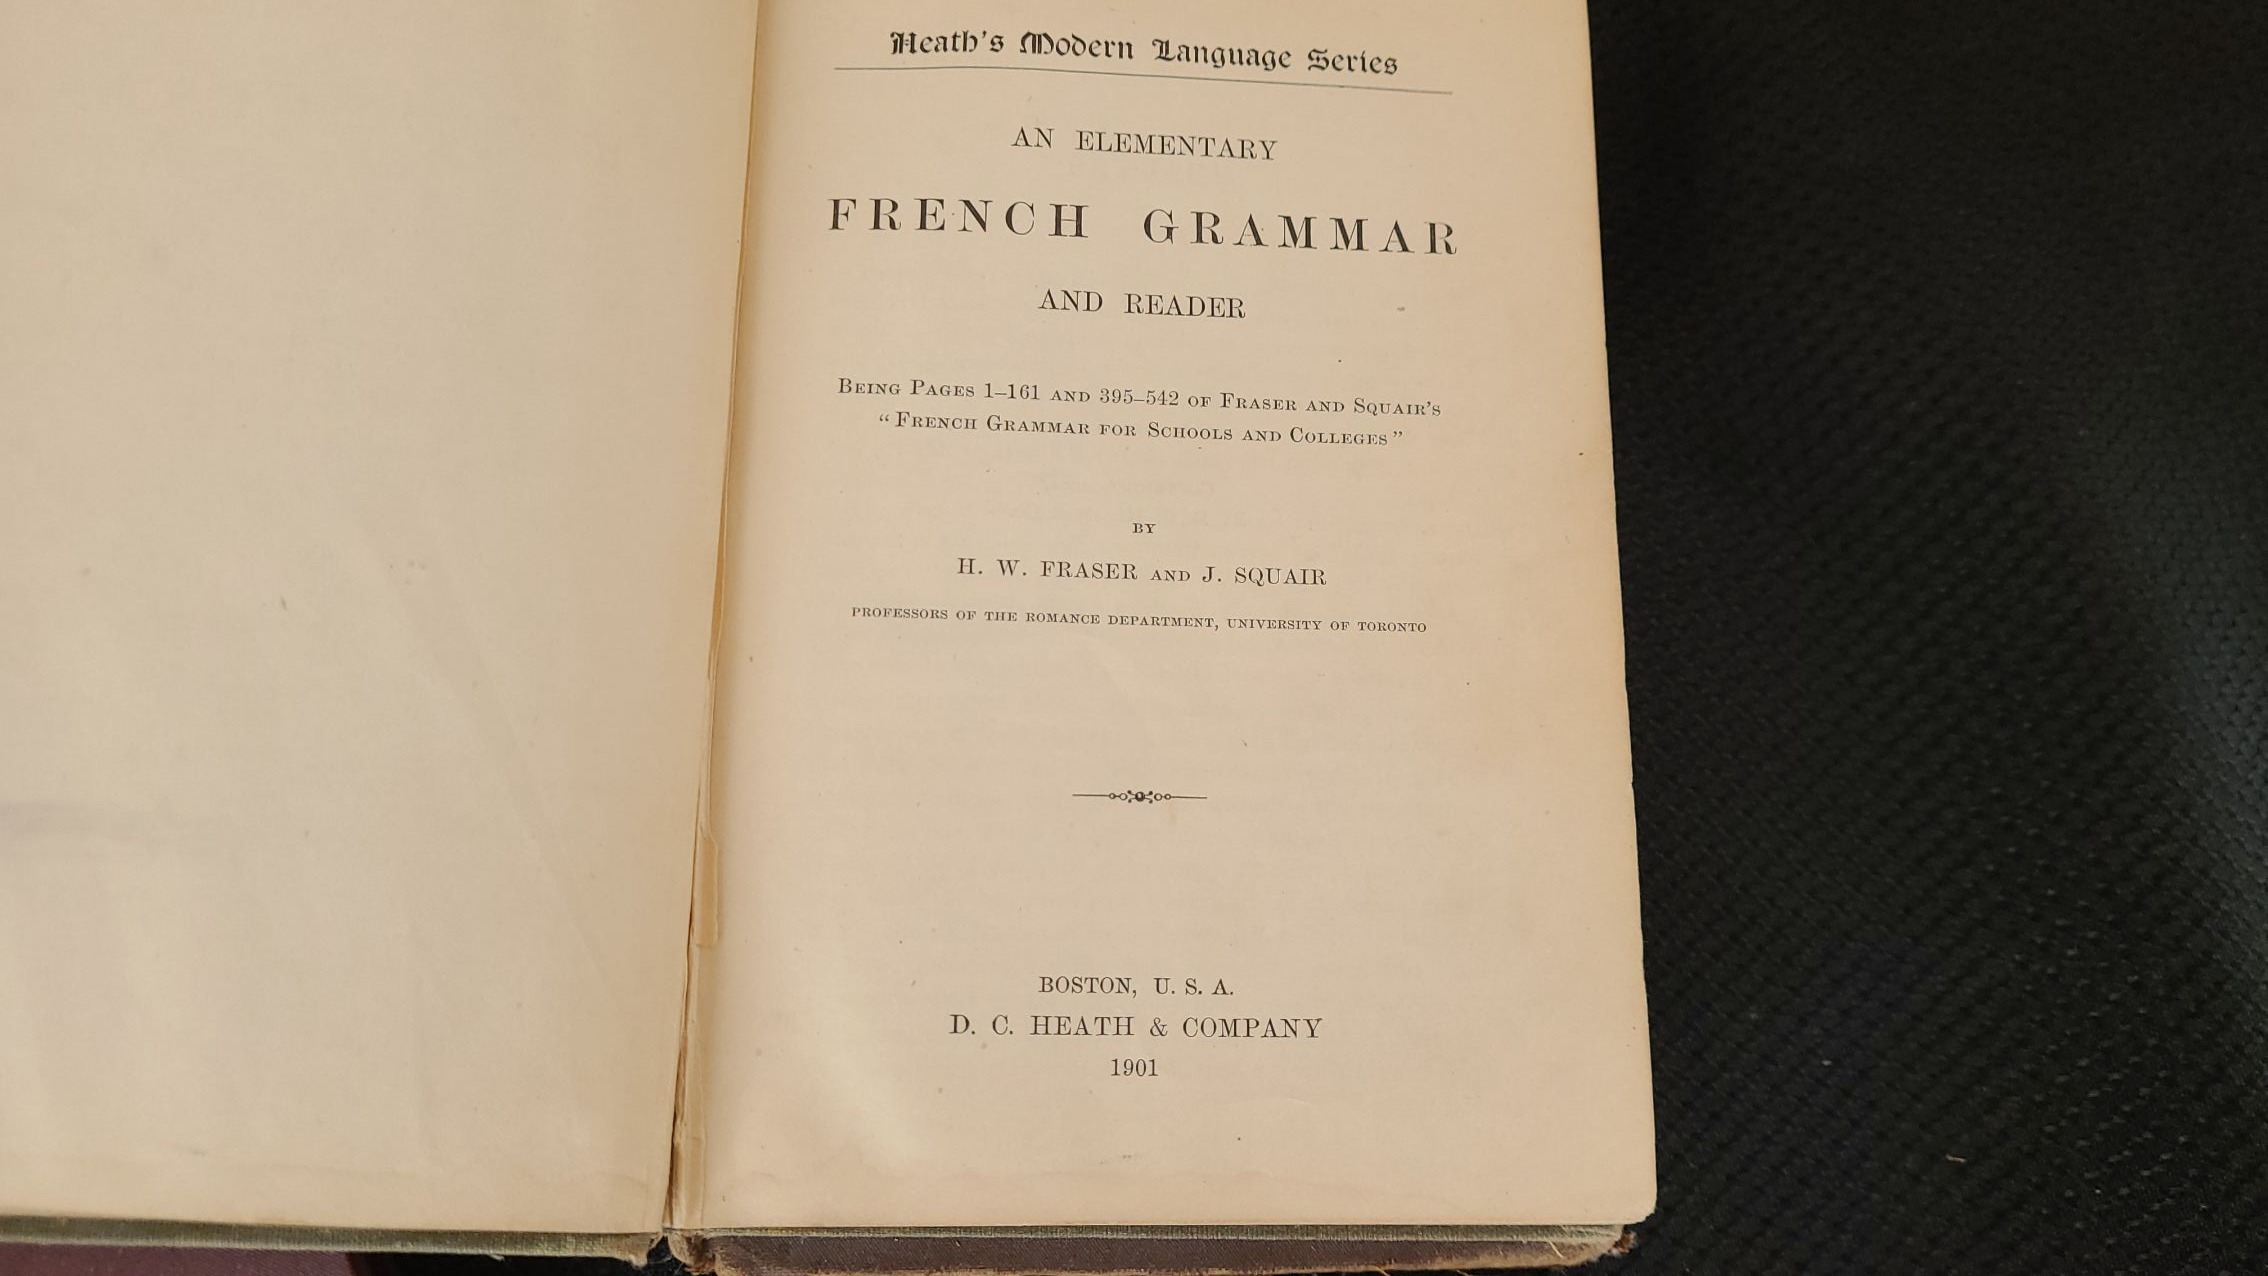 Heath's Modern Language Series
AN ELEMENTARY
FRENCH GRAMMAR
AND READER
BEING PAGES 1–161 AND 395–542 OF FRASER AND SQUAIR'S
“FRENCH GRAMMAR FOR SCHOOLS AND COLLEGES”
BY
H. W. FRASER AND J. SQUAIR
PROFESSORS OF THE ROMANCE DEPARTMENT, UNIVERSITY OF TORONTO
BOSTON, U. S. A.
D. C. HEATH & COMPANY
1901